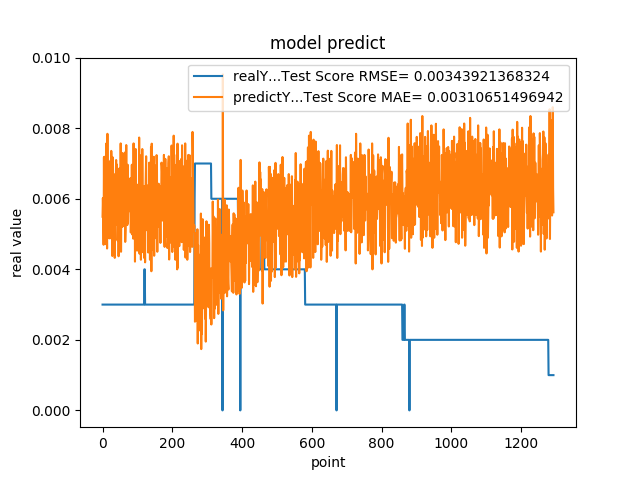 model predict
realY...Test Score RMSE= 0.00343921368324
predictY...Test Score MAE= 0.00310651496942
real value
0.010
0.008
0.006
0.004
0.002
0.000
0 200 400 600 800 1000 1200
point